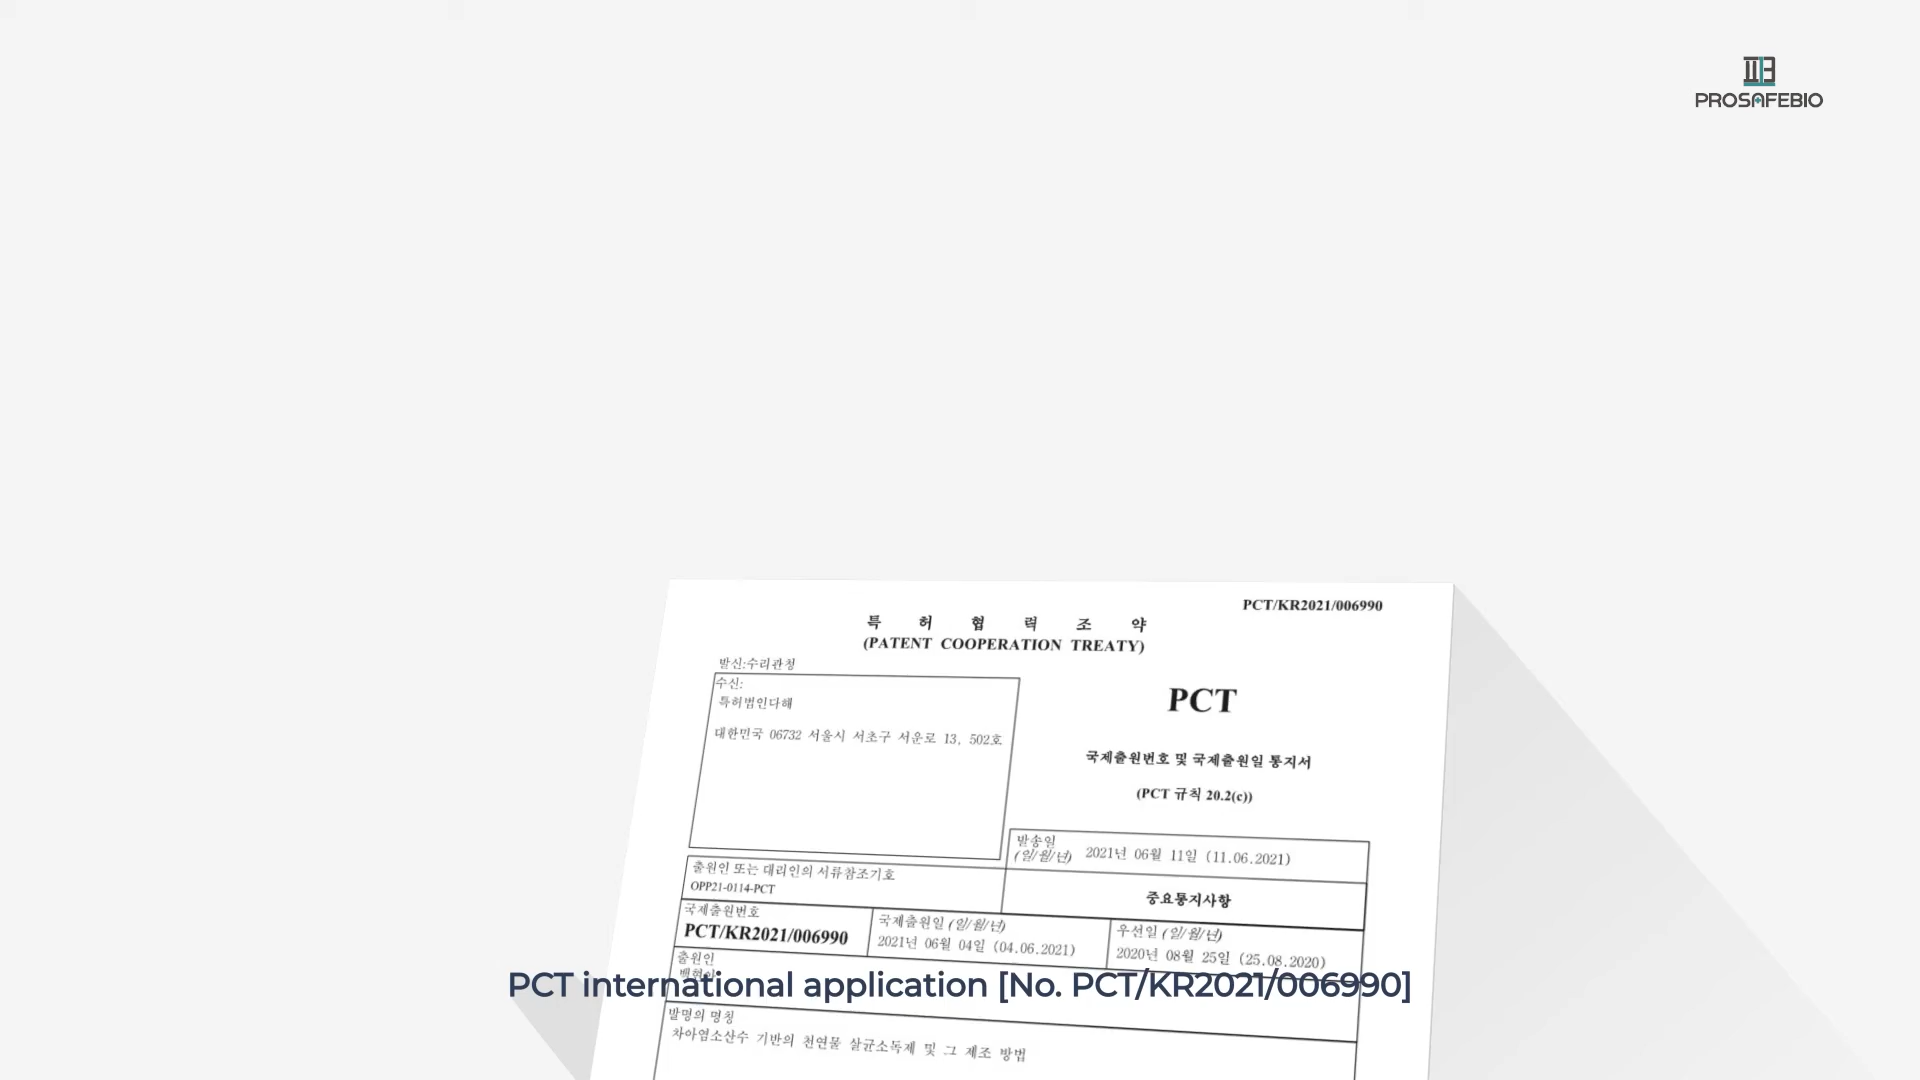 PROSAFEBIO
PCT/KR2021/006990
특 허 협 력 조 약
(PATENT COOPERATION TREATY)
발신:수리관청
수신:
특허법인다해
대한민국 06732 서울시 서초구 서운로 13, 502호
PCT
국제출원번호 및 국제출원일 통지서
(PCT 규칙 20.2(c))
발송일
(일/월/년) 2021년 06월 11일 (11.06.2021)
출원인 또는 대리인의 서류참조기호
OPP21-0114-PCT
중요통지사항
국제출원번호
PCT/KR2021/006990
국제출원일 (일/월/년)
2021년 06월 04일 (04.06.2021)
우선일 (일/월/년)
2020년 08월 25일 (25.08.2020)
출원인
PCT international application [No. PCT/KR2021/006990]
발명의 명칭
차아염소산수 기반의 천연물 살균소독제 및 그 제조 방법